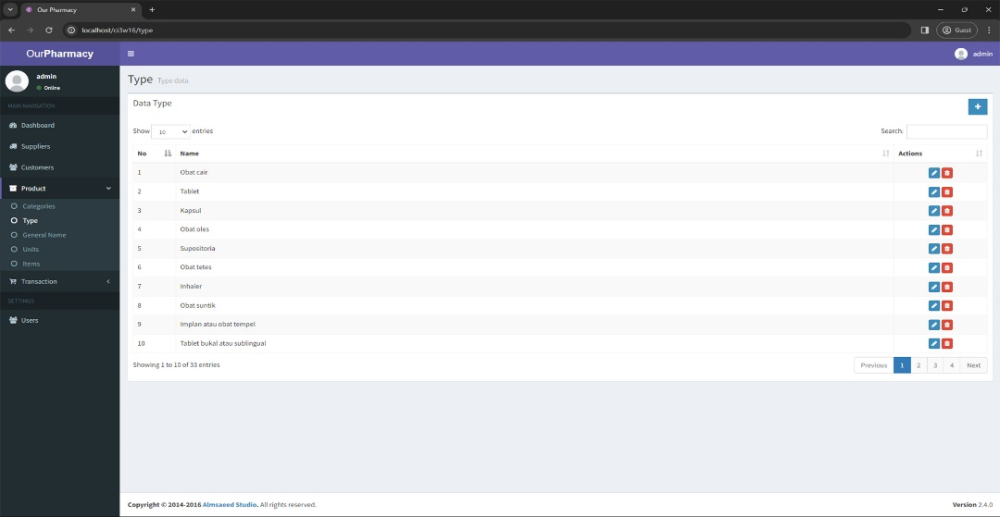 Our Pharmacy
localhost/ci3w16/type
Guest
OurPharmacy
admin
admin
Online
MAIN NAVIGATION
Dashboard
Suppliers
Customers
Product
Categories
Type
General Name
Units
Items
Transaction
SETTINGS
Users
Type Type data
Data Type
Show 10 entries
Search:
No Name Actions
1 Obat cair
2 Tablet
3 Kapsul
4 Obat oles
5 Supositoria
6 Obat tetes
7 Inhaler
8 Obat suntik
9 Implan atau obat tempel
10 Tablet bukal atau sublingual
Showing 1 to 10 of 33 entries
Previous 1 2 3 4 Next
Copyright © 2014-2016 Almsaeed Studio. All rights reserved.
Version 2.4.0